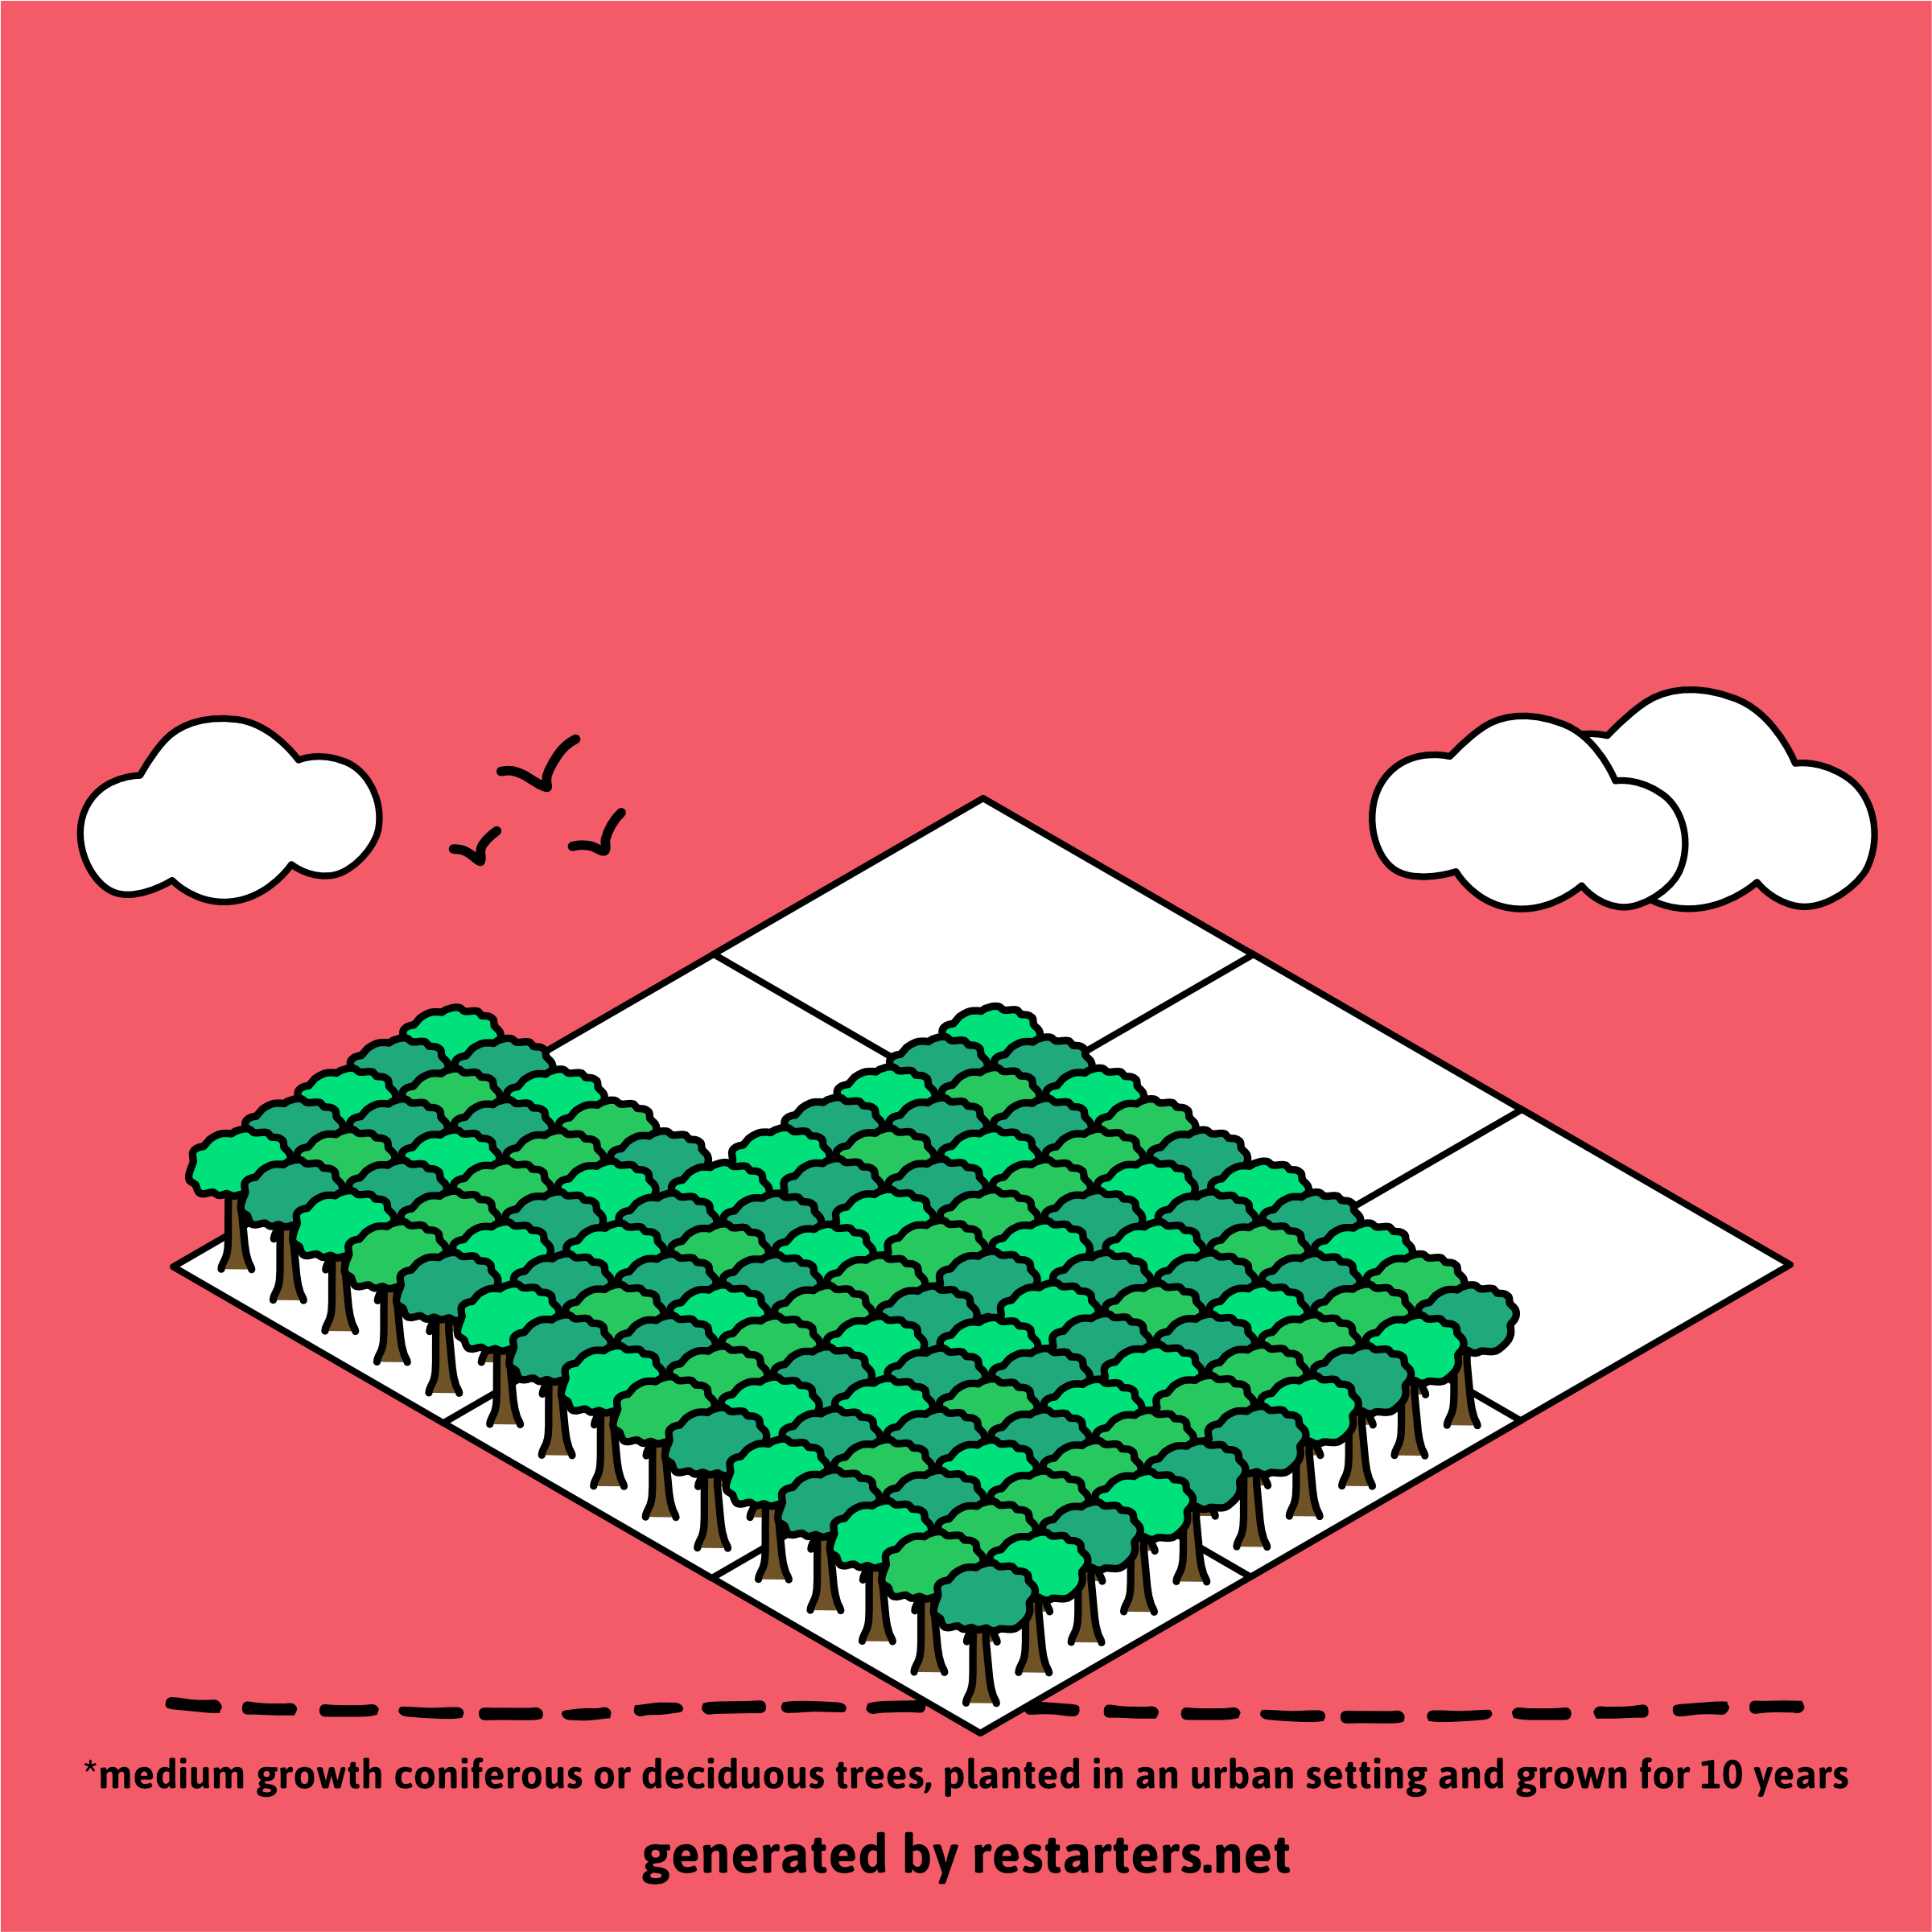 *medium growth coniferous or deciduous trees, planted in an urban setting and grown for 10 years
generated by restarters.net